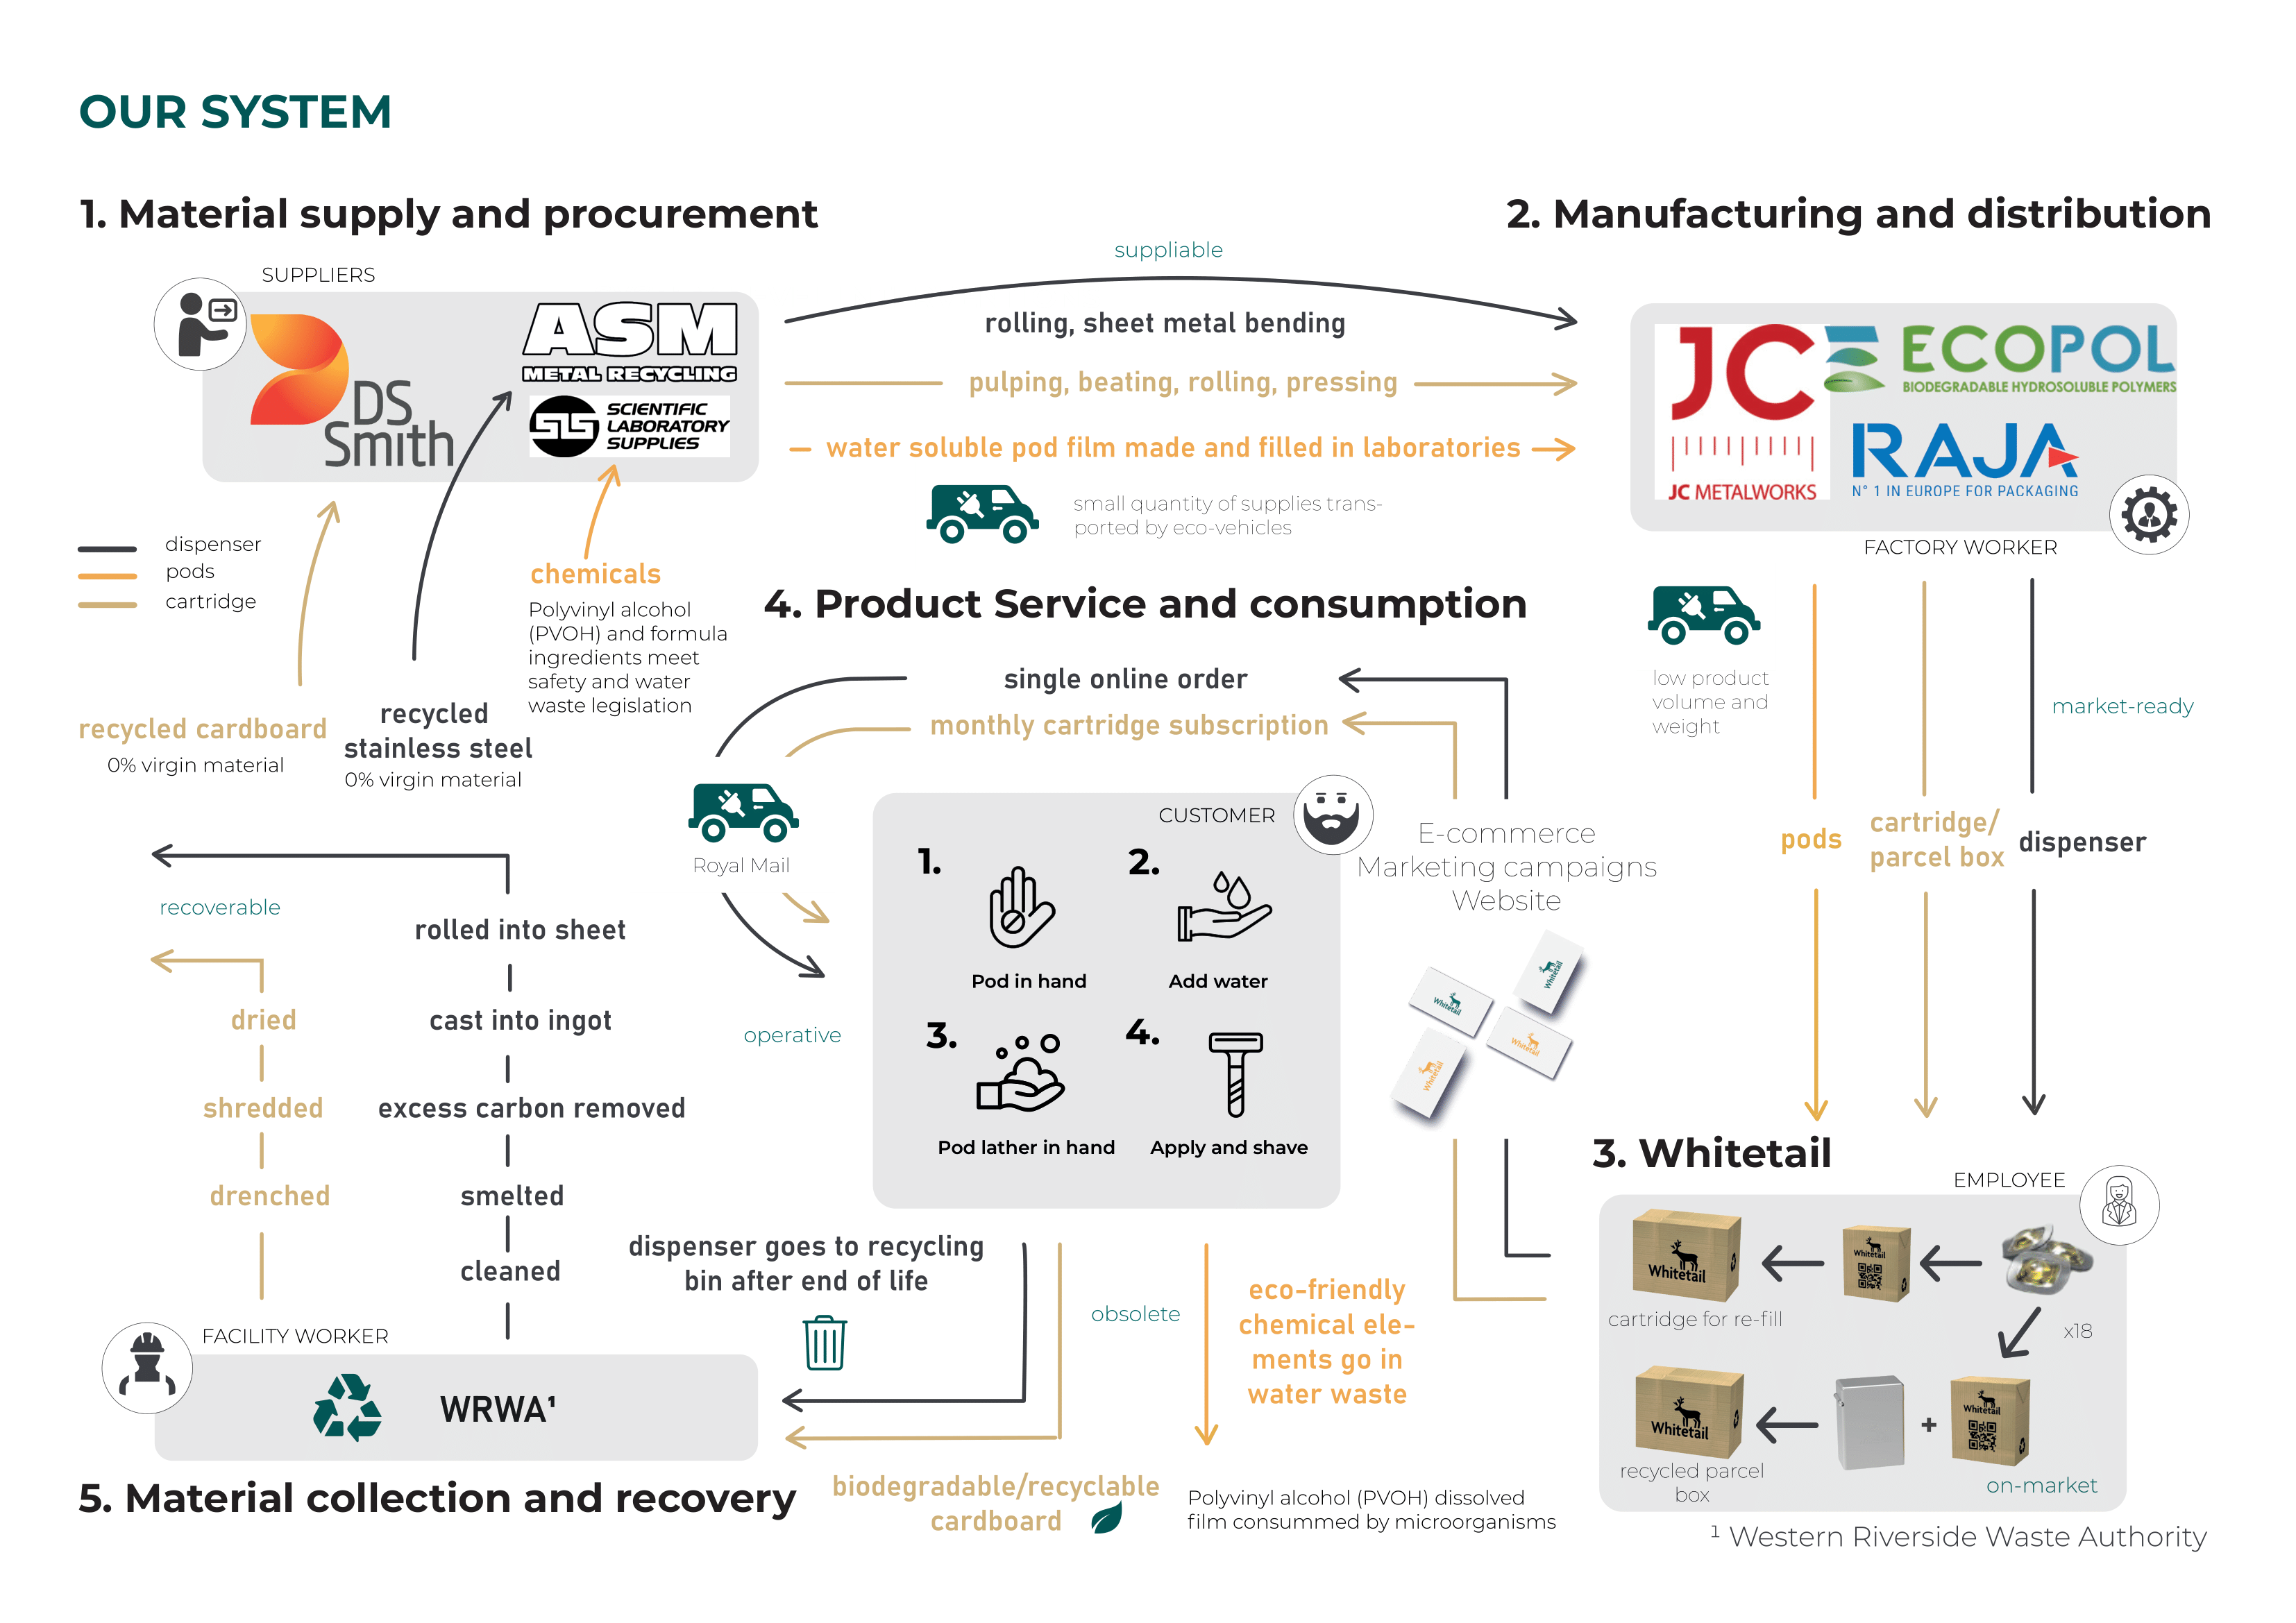 OUR SYSTEM
1. Material supply and procurement
2. Manufacturing and distribution
SUPPLIERS
DS
Smith
ASM
METAL RECYCLING
SLS
SCIENTIFIC
LABORATORY
SUPPLIES
suppliable
rolling, sheet metal bending
pulping, beating, rolling, pressing
water soluble pod film made and filled in laboratories
small quantity of supplies trans-
ported by eco-vehicles
JC
JC METALWORKS
ECOPOL
BIODEGRADABLE HYDROSOLUBLE POLYMERS
RAJA
N° 1 IN EUROPE FOR PACKAGING
FACTORY WORKER
dispenser
pods
cartridge
chemicals
Polyvinyl alcohol
(PVOH) and formula
ingredients meet
safety and water
waste legislation
recycled cardboard
0% virgin material
recycled
stainless steel
0% virgin material
4. Product Service and consumption
single online order
monthly cartridge subscription
Royal Mail
operative
CUSTOMER
1.
Pod in hand
2.
Add water
3.
Pod lather in hand
4.
Apply and shave
E-commerce
Marketing campaigns
Website
Whitetail
Whitetail
Whitetail
Whitetail
low product
volume and
weight
market-ready
pods
cartridge/
parcel box
dispenser
3. Whitetail
EMPLOYEE
Whitetail
Whitetail
cartridge for re-fill
x18
Whitetail
+
Whitetail
recycled parcel
box
on-market
recoverable
rolled into sheet
cast into ingot
excess carbon removed
smelted
cleaned
dried
shredded
drenched
FACILITY WORKER
WRWA¹
5. Material collection and recovery
dispenser goes to recycling
bin after end of life
obsolete
eco-friendly
chemical ele-
ments go in
water waste
biodegradable/recyclable
cardboard
Polyvinyl alcohol (PVOH) dissolved
film consummed by microorganisms
¹ Western Riverside Waste Authority